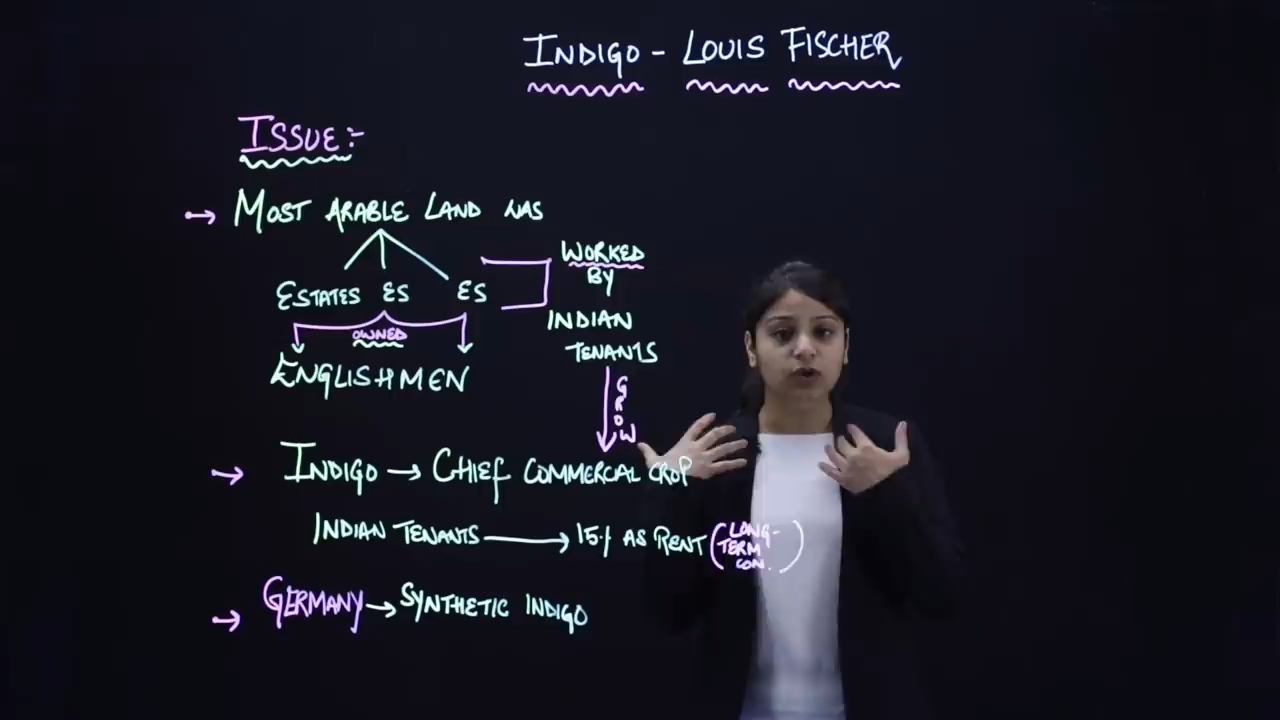 INDIGO - LOUIS FISCHER
ISSUE:-
→ MOST ARABLE LAND WAS
ESTATES ES ES
OWNED
ENGLISHMEN
WORKED
BY
INDIAN
TENANTS
GROW
→ INDIGO → CHIEF COMMERCAL CROP
INDIAN TENANTS → 15% AS RENT (LONG-
TERM
CON.)
→ GERMANY → SYNTHETIC INDIGO